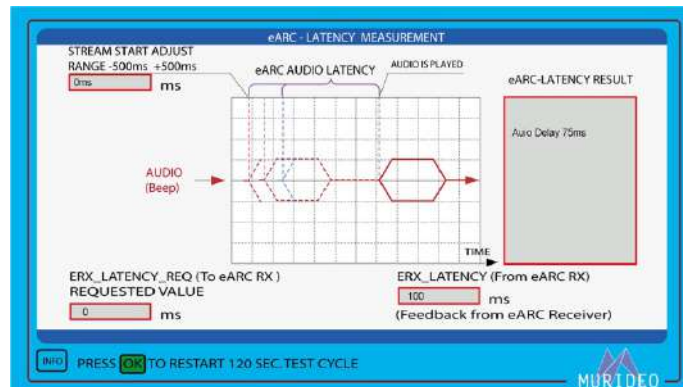 eARC - LATENCY MEASUREMENT
STREAM START ADJUST
RANGE -500ms +500ms
0ms
ms
eARC AUDIO LATENCY
AUDIO IS PLAYED
eARC-LATENCY RESULT
Auio Delay 75ms
AUDIO
(Beep)
TIME
ERX_LATENCY_REQ (To eARC RX )
REQUESTED VALUE
0
ms
ERX_LATENCY (From eARC RX)
100
ms
(Feedback from eARC Receiver)
INFO PRESS OK TO RESTART 120 SEC.TEST CYCLE
MURIDEO